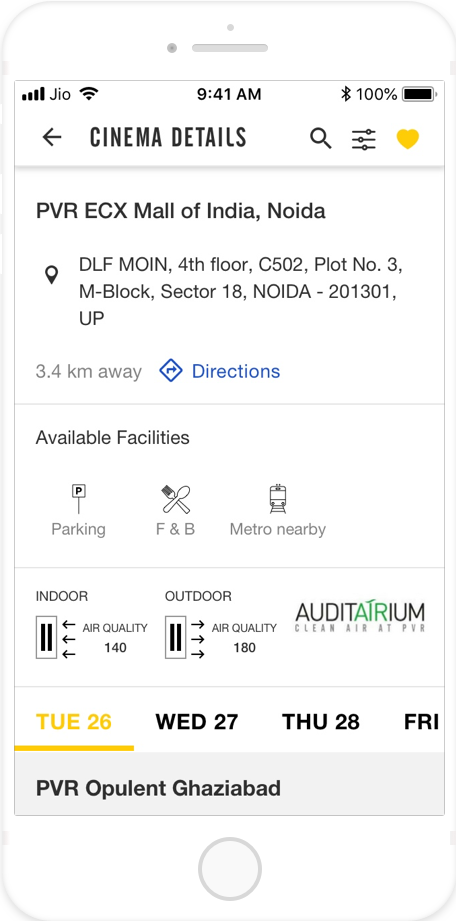 Jio 9:41 AM 100%
CINEMA DETAILS
PVR ECX Mall of India, Noida
DLF MOIN, 4th floor, C502, Plot No. 3,
M-Block, Sector 18, NOIDA - 201301,
UP
3.4 km away Directions
Available Facilities
P
Parking F & B Metro nearby
INDOOR OUTDOOR
AUDITAIRIUM
CLEAN AIR AT PVR
AIR QUALITY AIR QUALITY
140 180
TUE 26 WED 27 THU 28 FRI
PVR Opulent Ghaziabad